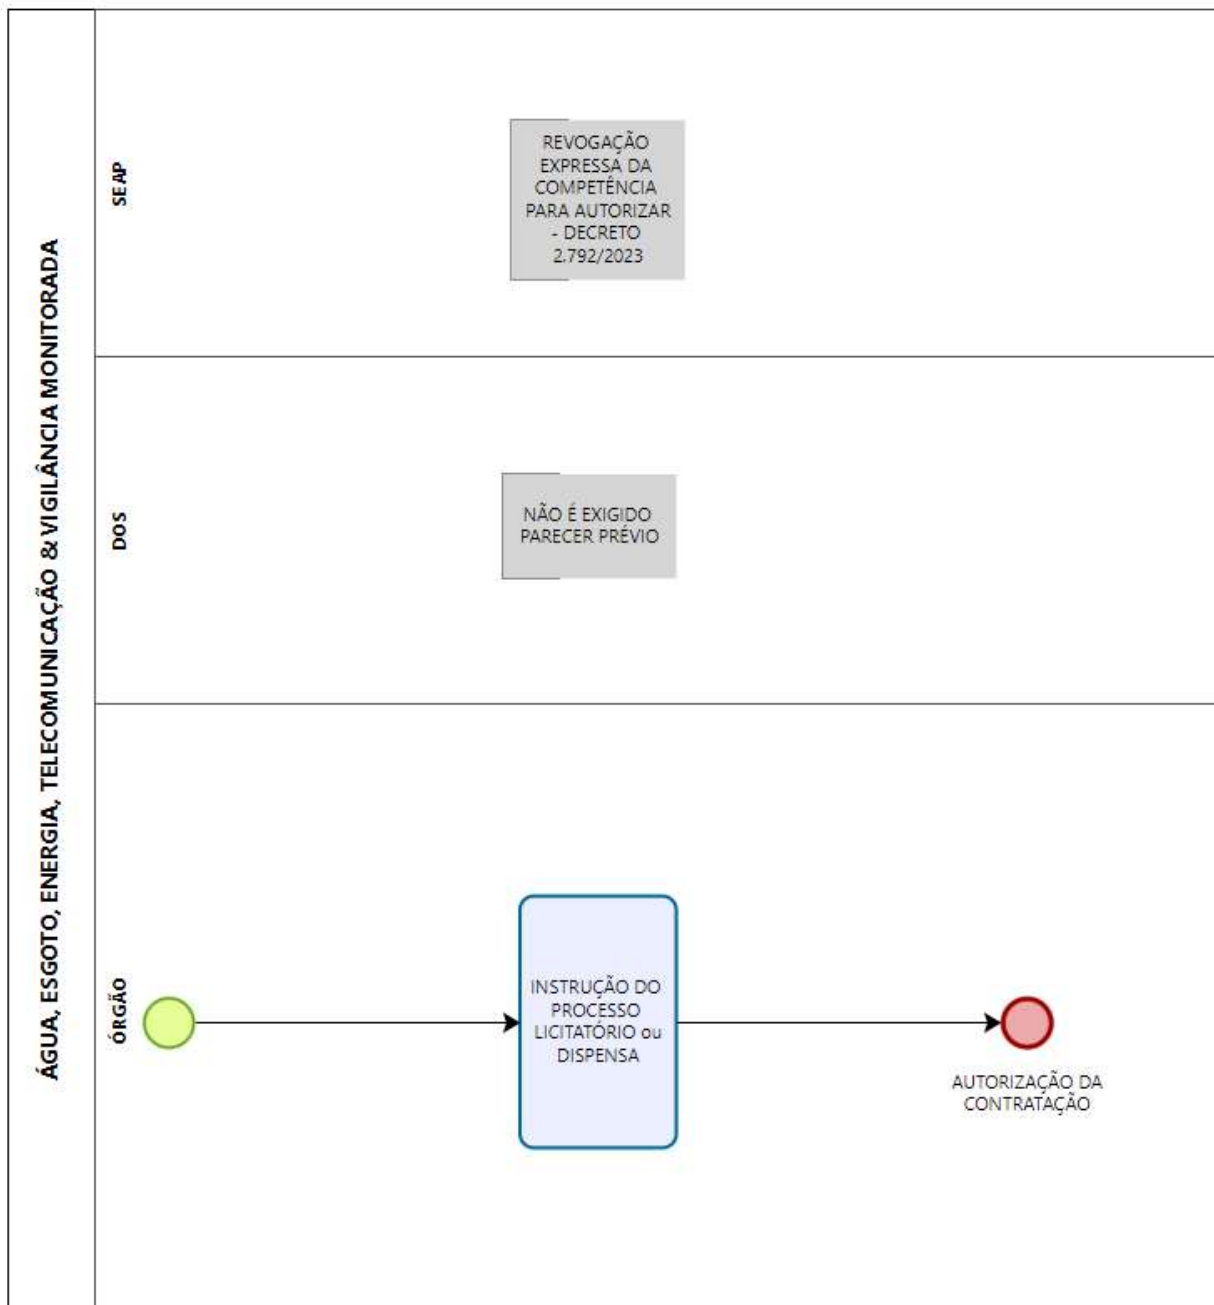 ÁGUA, ESGOTO, ENERGIA, TELECOMUNICAÇÃO & VIGILÂNCIA MONITORADA
SEAP
REVOGAÇÃO
EXPRESSA DA
COMPETÊNCIA
PARA AUTORIZAR
- DECRETO
2.792/2023
DOS
NÃO É EXIGIDO
PARECER PRÉVIO
ÓRGÃO
INSTRUÇÃO DO
PROCESSO
LICITATÓRIO ou
DISPENSA
AUTORIZAÇÃO DA
CONTRATAÇÃO